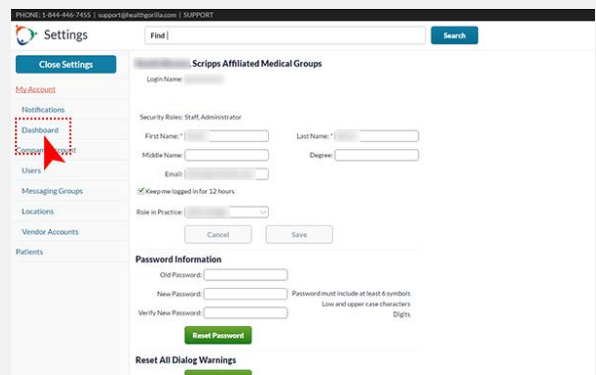 PHONE: 1-844-446-7455 | support@healthgorilla.com | SUPPORT
Settings
Find
Search
Close Settings
My Account
Notifications
Dashboard
Company Account
Users
Messaging Groups
Locations
Vendor Accounts
Patients
, Scripps Affiliated Medical Groups
Login Name:
Security Roles: Staff, Administrator
First Name: * Last Name: *
Middle Name: Degree:
Email:
Keep me logged in for 12 hours
Role in Practice:
Cancel Save
Password Information
Old Password:
New Password: Password must include at least 6 symbols
Low and upper case characters
Verify New Password: Digits
Reset Password
Reset All Dialog Warnings